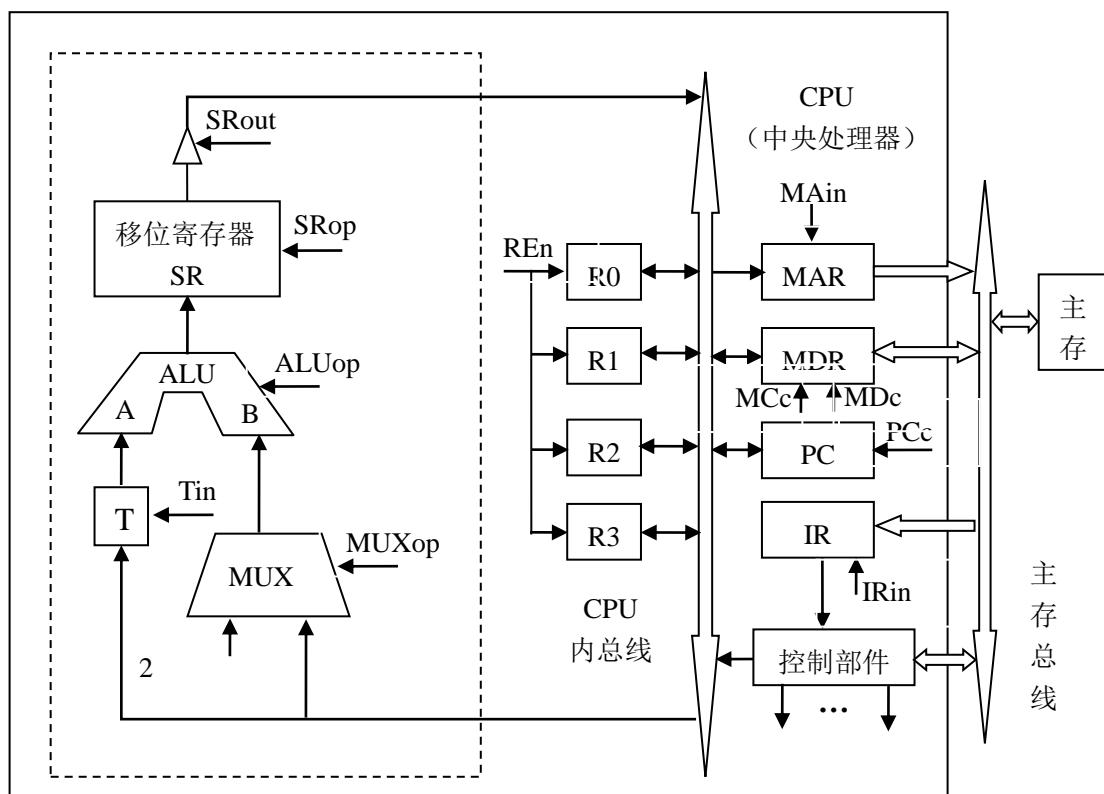 SRout
移位寄存器
SR
SRop
ALU
ALUop
A
B
T
Tin
MUX
MUXop
2
REn
R0
R1
R2
R3
CPU
内总线
CPU
（中央处理器）
MAin
MAR
MDR
MCc
MDc
PC
PCc
IR
IRin
控制部件
...
主存
主存总线